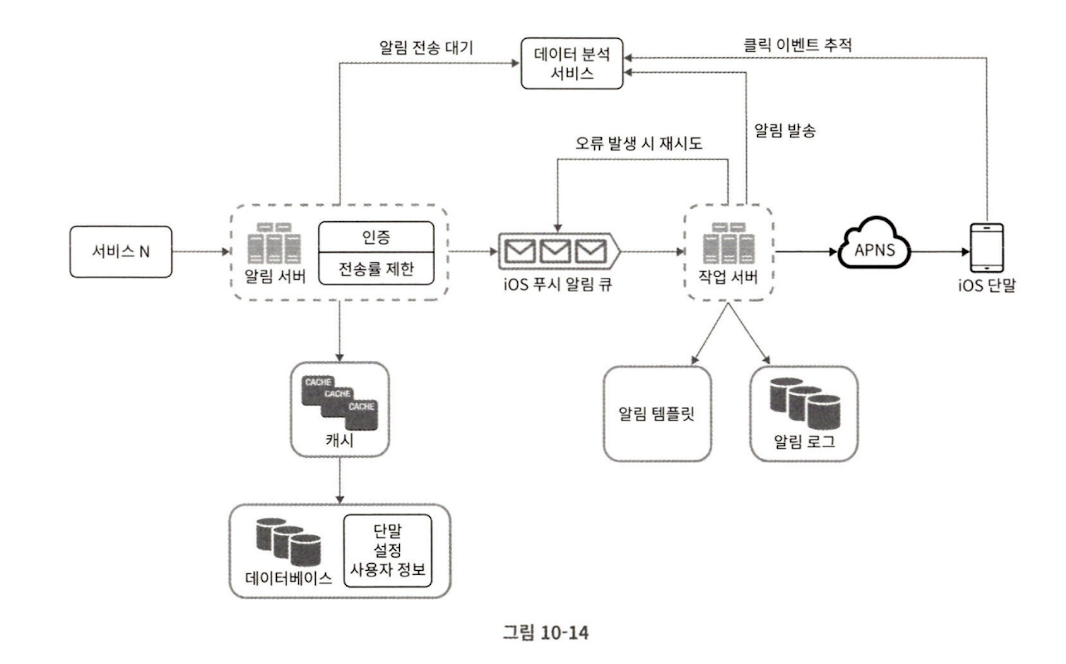 알림 전송 대기
데이터 분석
서비스
클릭 이벤트 추적
알림 발송
오류 발생 시 재시도
서비스 N
알림 서버
인증
전송률 제한
iOS 푸시 알림 큐
작업 서버
APNS
iOS 단말
CACHE
CACHE
CACHE
캐시
알림 템플릿
알림 로그
데이터베이스
단말
설정
사용자 정보
그림 10-14